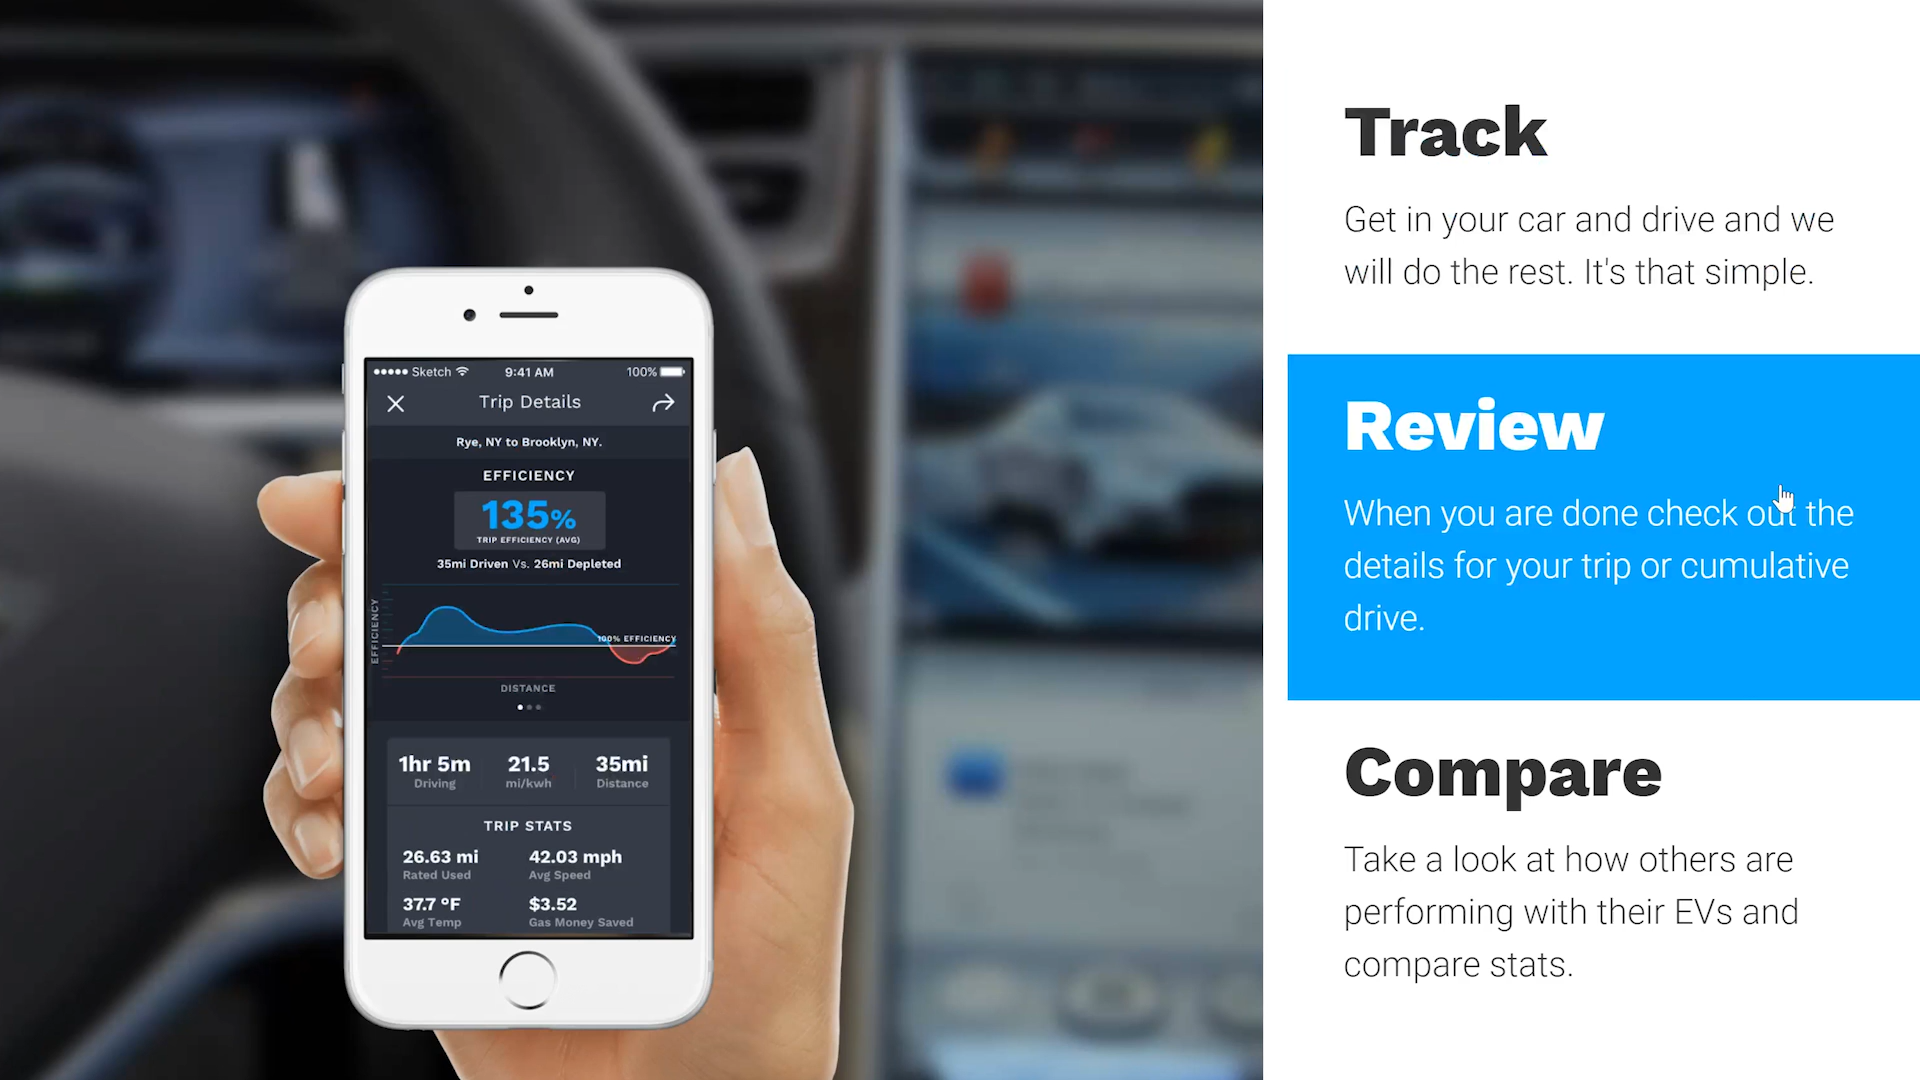 Sketch
9:41 AM
100%
Trip Details
Rye, NY to Brooklyn, NY.
EFFICIENCY
135%
TRIP EFFICIENCY (AVG)
35mi Driven Vs. 26mi Depleted
EFFICIENCY
100% EFFICIENCY
DISTANCE
1hr 5m
Driving
21.5
mi/kwh
35mi
Distance
TRIP STATS
26.63 mi
Rated Used
42.03 mph
Avg Speed
37.7 °F
Avg Temp
$3.52
Gas Money Saved
Track
Get in your car and drive and we
will do the rest. It's that simple.
Review
When you are done check out the
details for your trip or cumulative
drive.
Compare
Take a look at how others are
performing with their EVs and
compare stats.